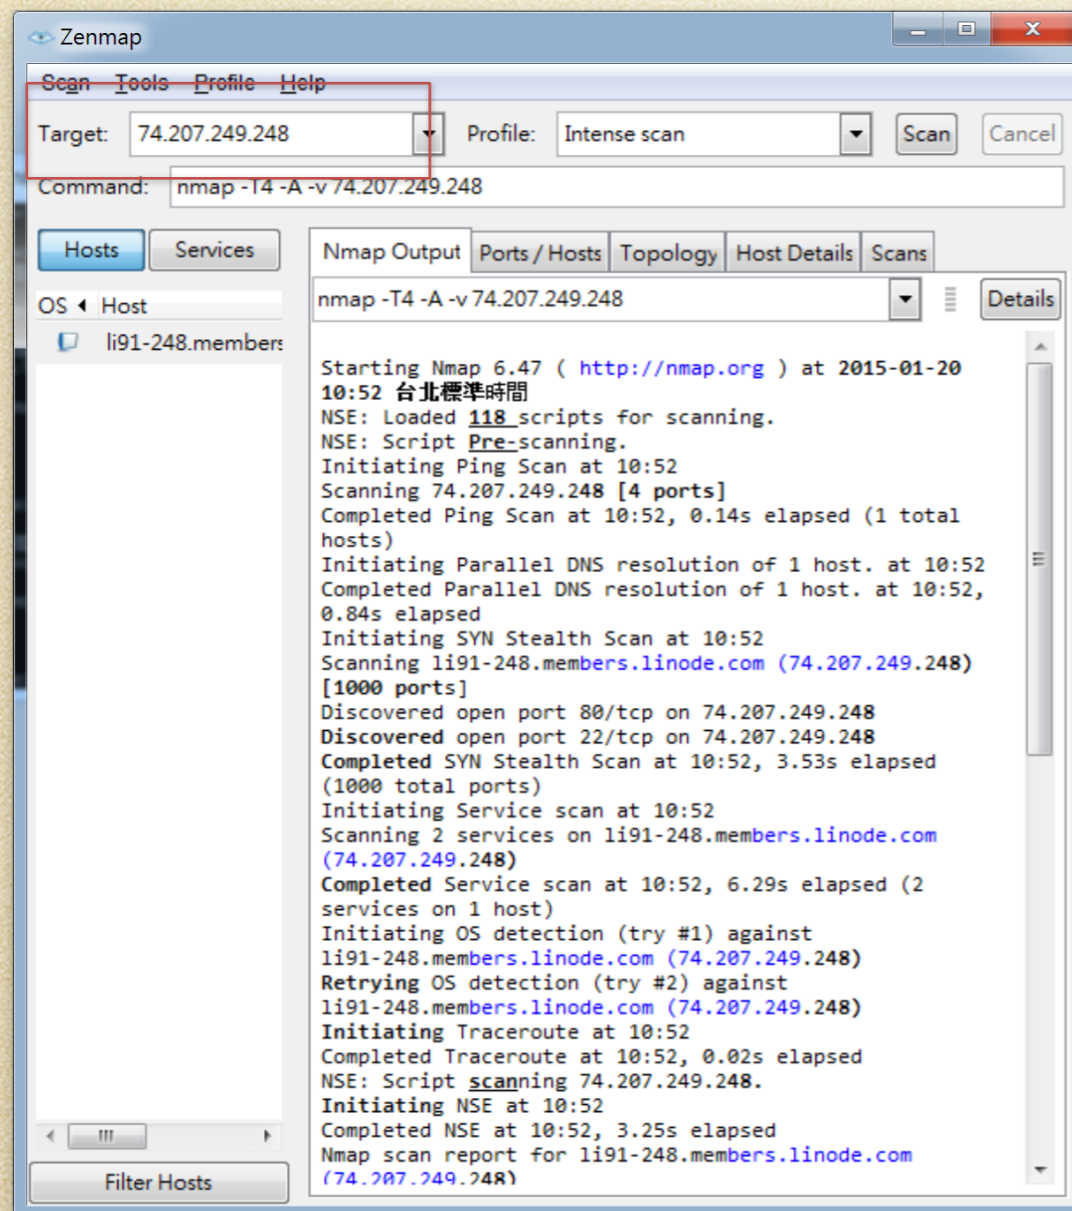 Zenmap
Scan Tools Profile Help
Target: 74.207.249.248 Profile: Intense scan Scan Cancel
Command: nmap -T4 -A -v 74.207.249.248
Hosts Services
OS Host
li91-248.members
Nmap Output Ports / Hosts Topology Host Details Scans
nmap -T4 -A -v 74.207.249.248 Details
Starting Nmap 6.47 ( http://nmap.org ) at 2015-01-20
10:52 台北標準時間
NSE: Loaded 118 scripts for scanning.
NSE: Script Pre-scanning.
Initiating Ping Scan at 10:52
Scanning 74.207.249.248 [4 ports]
Completed Ping Scan at 10:52, 0.14s elapsed (1 total
hosts)
Initiating Parallel DNS resolution of 1 host. at 10:52
Completed Parallel DNS resolution of 1 host. at 10:52,
0.84s elapsed
Initiating SYN Stealth Scan at 10:52
Scanning li91-248.members.linode.com (74.207.249.248)
[1000 ports]
Discovered open port 80/tcp on 74.207.249.248
Discovered open port 22/tcp on 74.207.249.248
Completed SYN Stealth Scan at 10:52, 3.53s elapsed
(1000 total ports)
Initiating Service scan at 10:52
Scanning 2 services on li91-248.members.linode.com
(74.207.249.248)
Completed Service scan at 10:52, 6.29s elapsed (2
services on 1 host)
Initiating OS detection (try #1) against
li91-248.members.linode.com (74.207.249.248)
Retrying OS detection (try #2) against
li91-248.members.linode.com (74.207.249.248)
Initiating Traceroute at 10:52
Completed Traceroute at 10:52, 0.02s elapsed
NSE: Script scanning 74.207.249.248.
Initiating NSE at 10:52
Completed NSE at 10:52, 3.25s elapsed
Nmap scan report for li91-248.members.linode.com
(74.207.249.248)
Filter Hosts